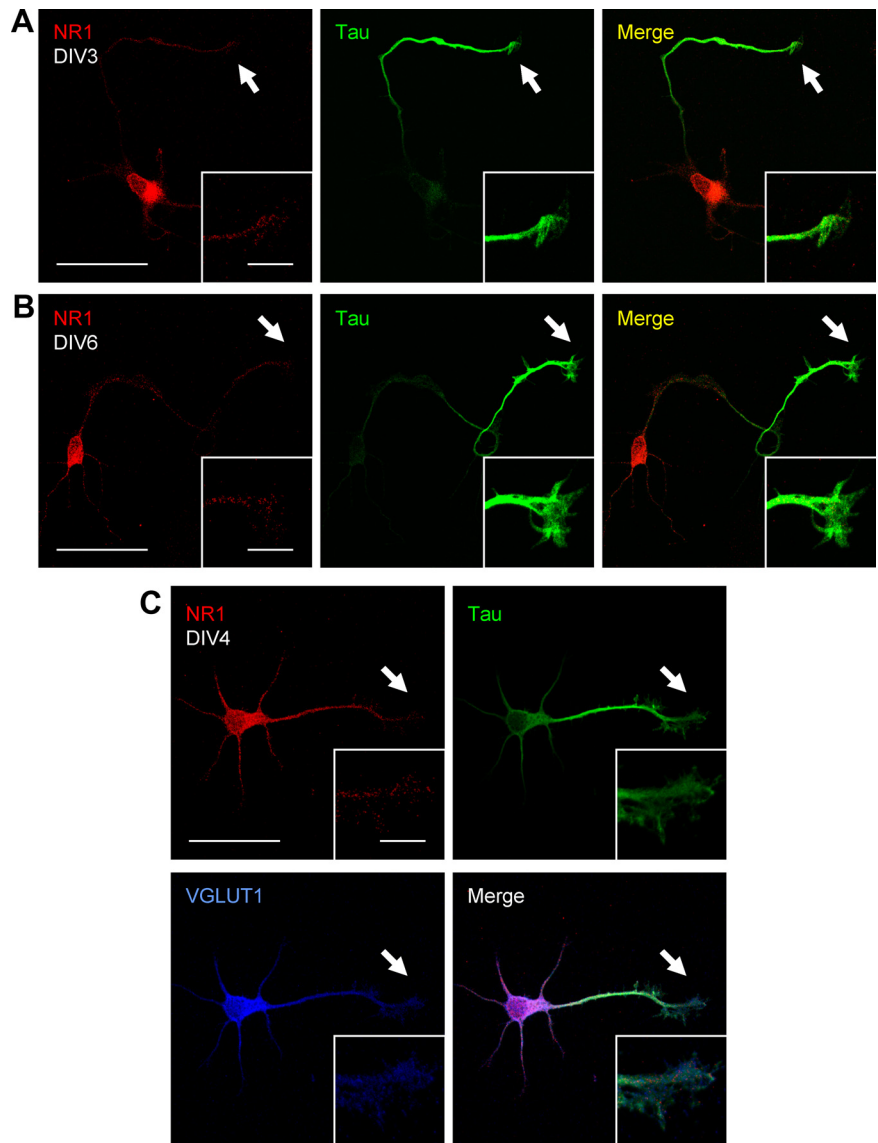 A
NR1
DIV3
Tau
Merge
B
NR1
DIV6
Tau
Merge
C
NR1
DIV4
Tau
VGLUT1
Merge